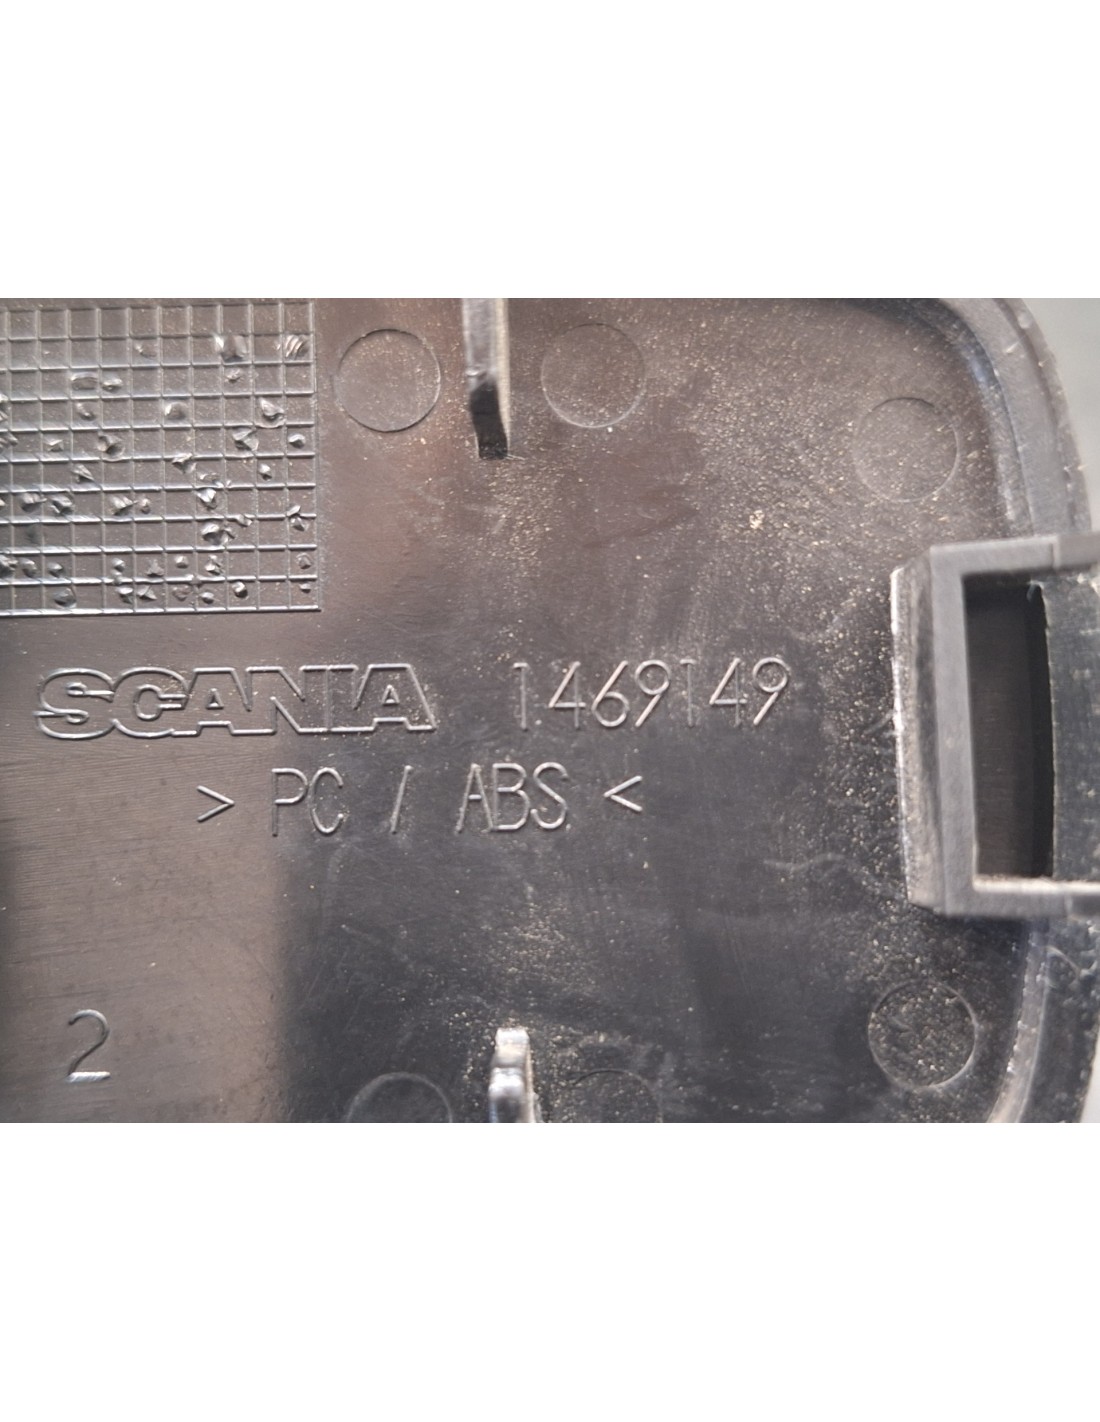 SCANIA 1469149
> PC / ABS <
2